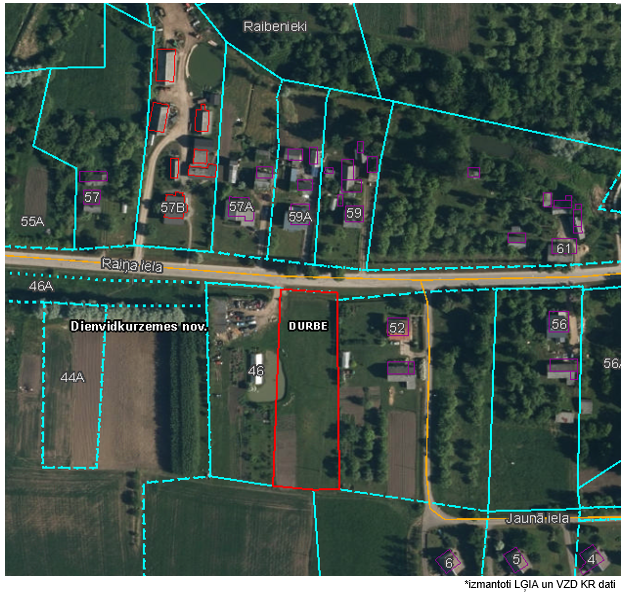 Raibenieki
57
57B
57A
59A
59
61
55A
Raiņa iela
46A
Dienvidkurzemes nov.
DURBE
52
56
46
44A
56A
Jaunā iela
6
5
4
*izmantoti LĢIA un VZD KR dati